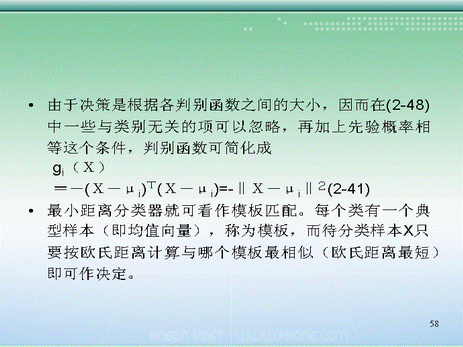 • 由于决策是根据各判别函数之间的大小，因而在(2-48)
中一些与类别无关的项可以忽略，再加上先验概率相
等这个条件，判别函数可简化成
gi（X）
＝－(X－μi)T(X－μi)=-‖X－μi‖2(2-41)
• 最小距离分类器就可看作模板匹配。每个类有一个典
型样本（即均值向量），称为模板，而待分类样本X只
要按欧氏距离计算与哪个模板最相似（欧氏距离最短）
即可作决定。
58